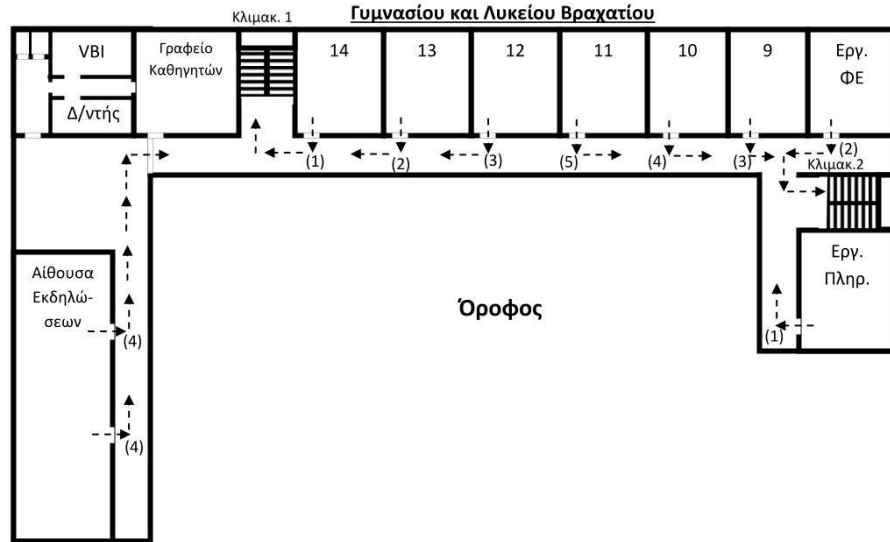 Γυμνασίου και Λυκείου Βραχατίου
Κλιμακ. 1
VBI
Γραφείο
Καθηγητών
14
13
12
11
10
9
Εργ.
ΦΕ
Δ/ντής
(1)
(2)
(3)
(5)
(4)
(3)
(2)
Κλιμακ.2
Αίθουσα
Εκδηλώ-
σεων
Εργ.
Πληρ.
Όροφος
(4)
(1)
(4)